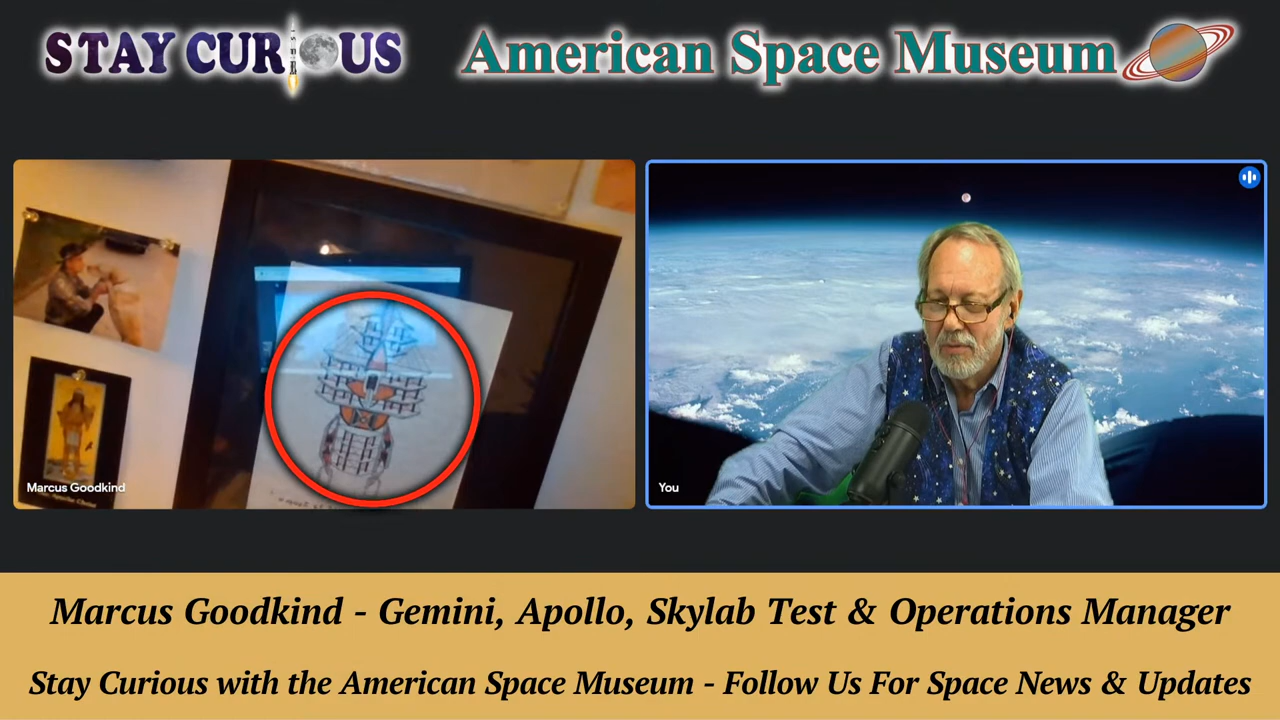 STAY CURIOUS
American Space Museum
Marcus Goodkind
You
Marcus Goodkind - Gemini, Apollo, Skylab Test & Operations Manager
Stay Curious with the American Space Museum - Follow Us For Space News & Updates